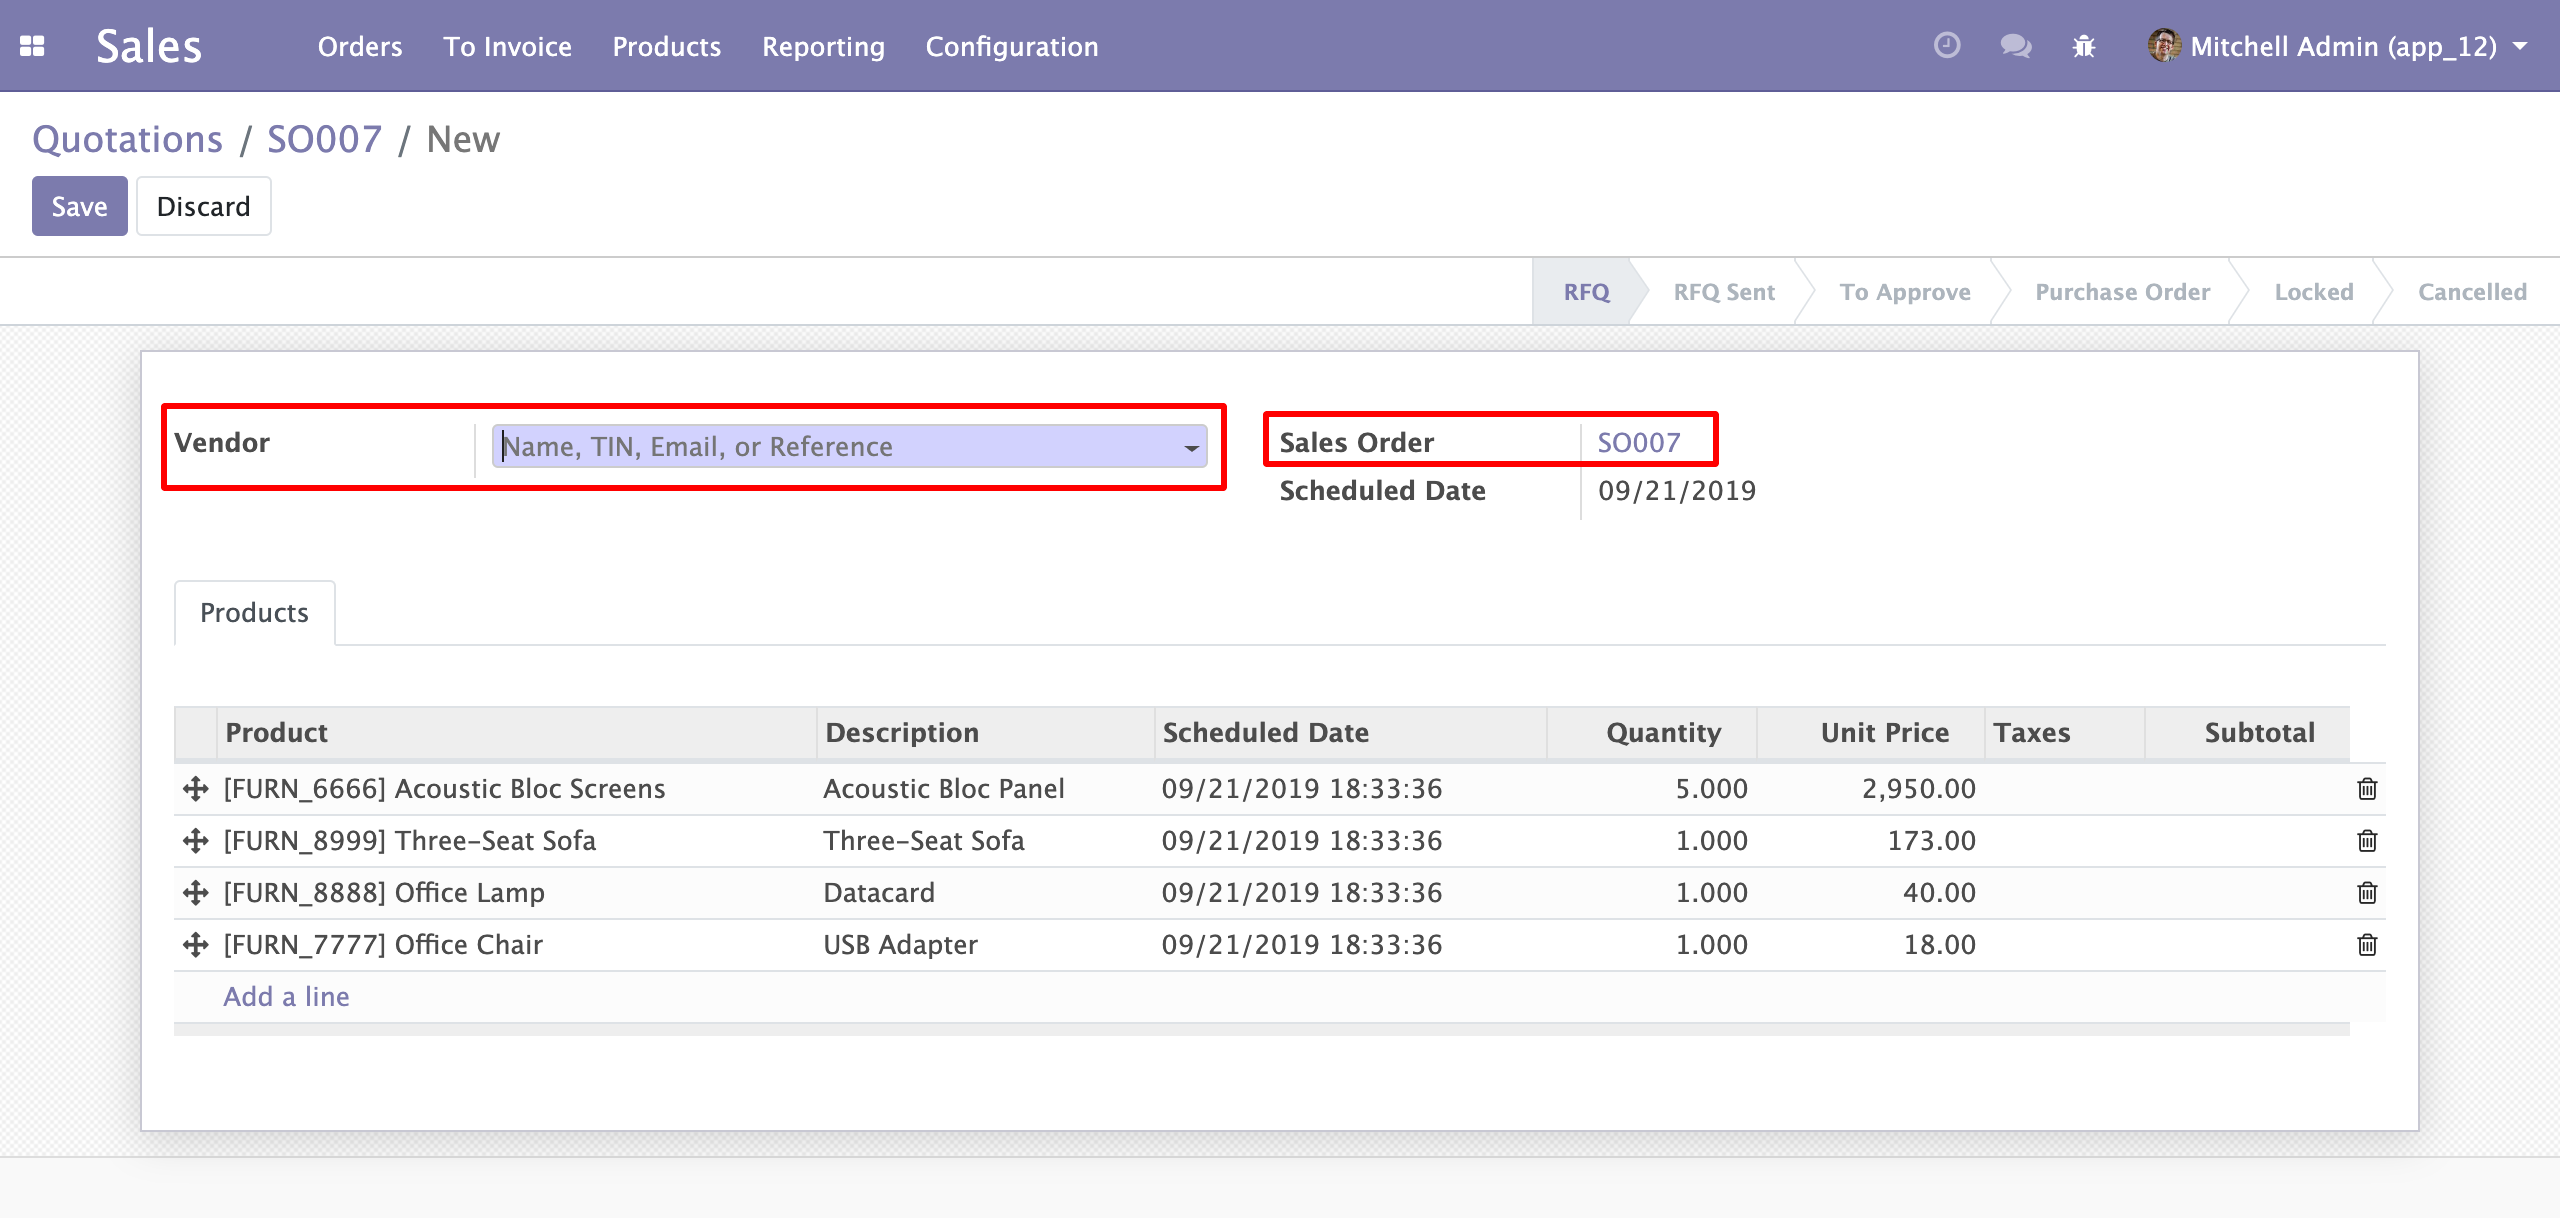 Sales Orders To Invoice Products Reporting Configuration Mitchell Admin (app_12)
Quotations / SO007 / New
Save Discard
RFQ RFQ Sent To Approve Purchase Order Locked Cancelled
Vendor Name, TIN, Email, or Reference Sales Order SO007
Scheduled Date 09/21/2019
Products
Product Description Scheduled Date Quantity Unit Price Taxes Subtotal
[FURN_6666] Acoustic Bloc Screens Acoustic Bloc Panel 09/21/2019 18:33:36 5.000 2,950.00
[FURN_8999] Three-Seat Sofa Three-Seat Sofa 09/21/2019 18:33:36 1.000 173.00
[FURN_8888] Office Lamp Datacard 09/21/2019 18:33:36 1.000 40.00
[FURN_7777] Office Chair USB Adapter 09/21/2019 18:33:36 1.000 18.00
Add a line